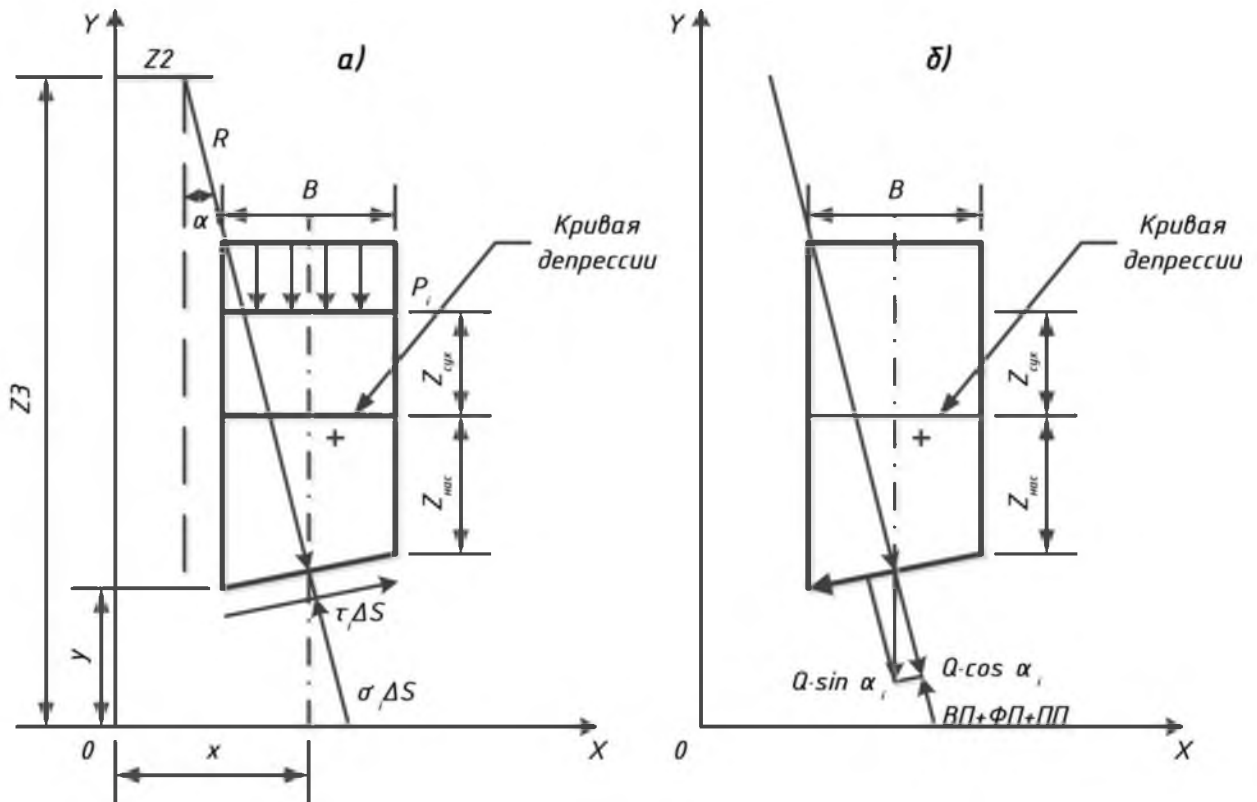 Y
Z2
а)
R
α
B
Кривая
депрессии
P i
Z сух
Z3
+
Z нас
τ i ΔS
y
σ i ΔS
0
x
X
Y
б)
B
Кривая
депрессии
Z сух
+
Z нас
Q·sin α i
Q·cos α i
ВП+ФП+ПП
0
X